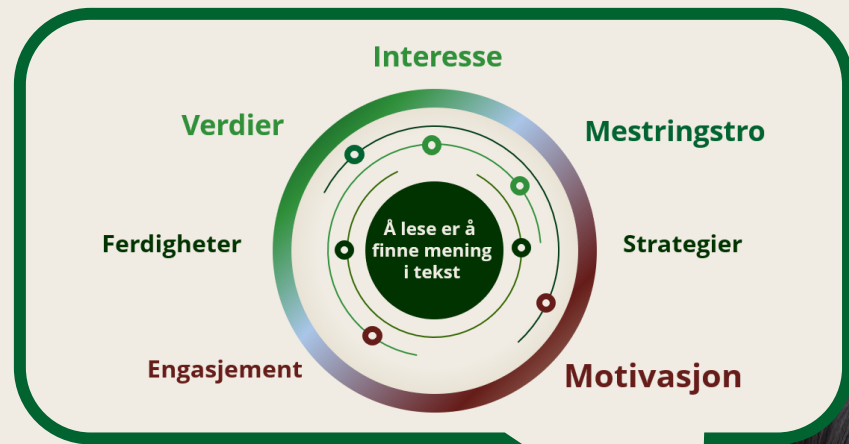 Interesse
Verdier
Mestringstro
Ferdigheter
Å lese er å
finne mening
i tekst
Strategier
Engasjement
Motivasjon